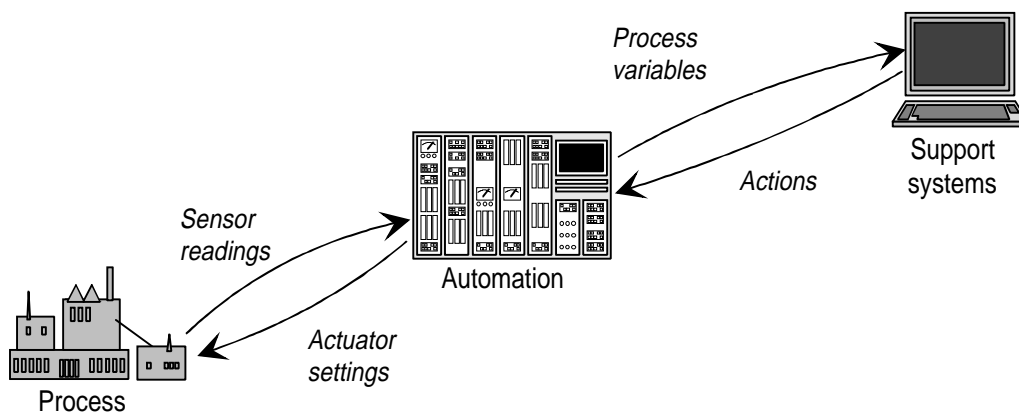 Process
variables
Support
systems
Actions
Sensor
readings
Automation
Actuator
settings
Process